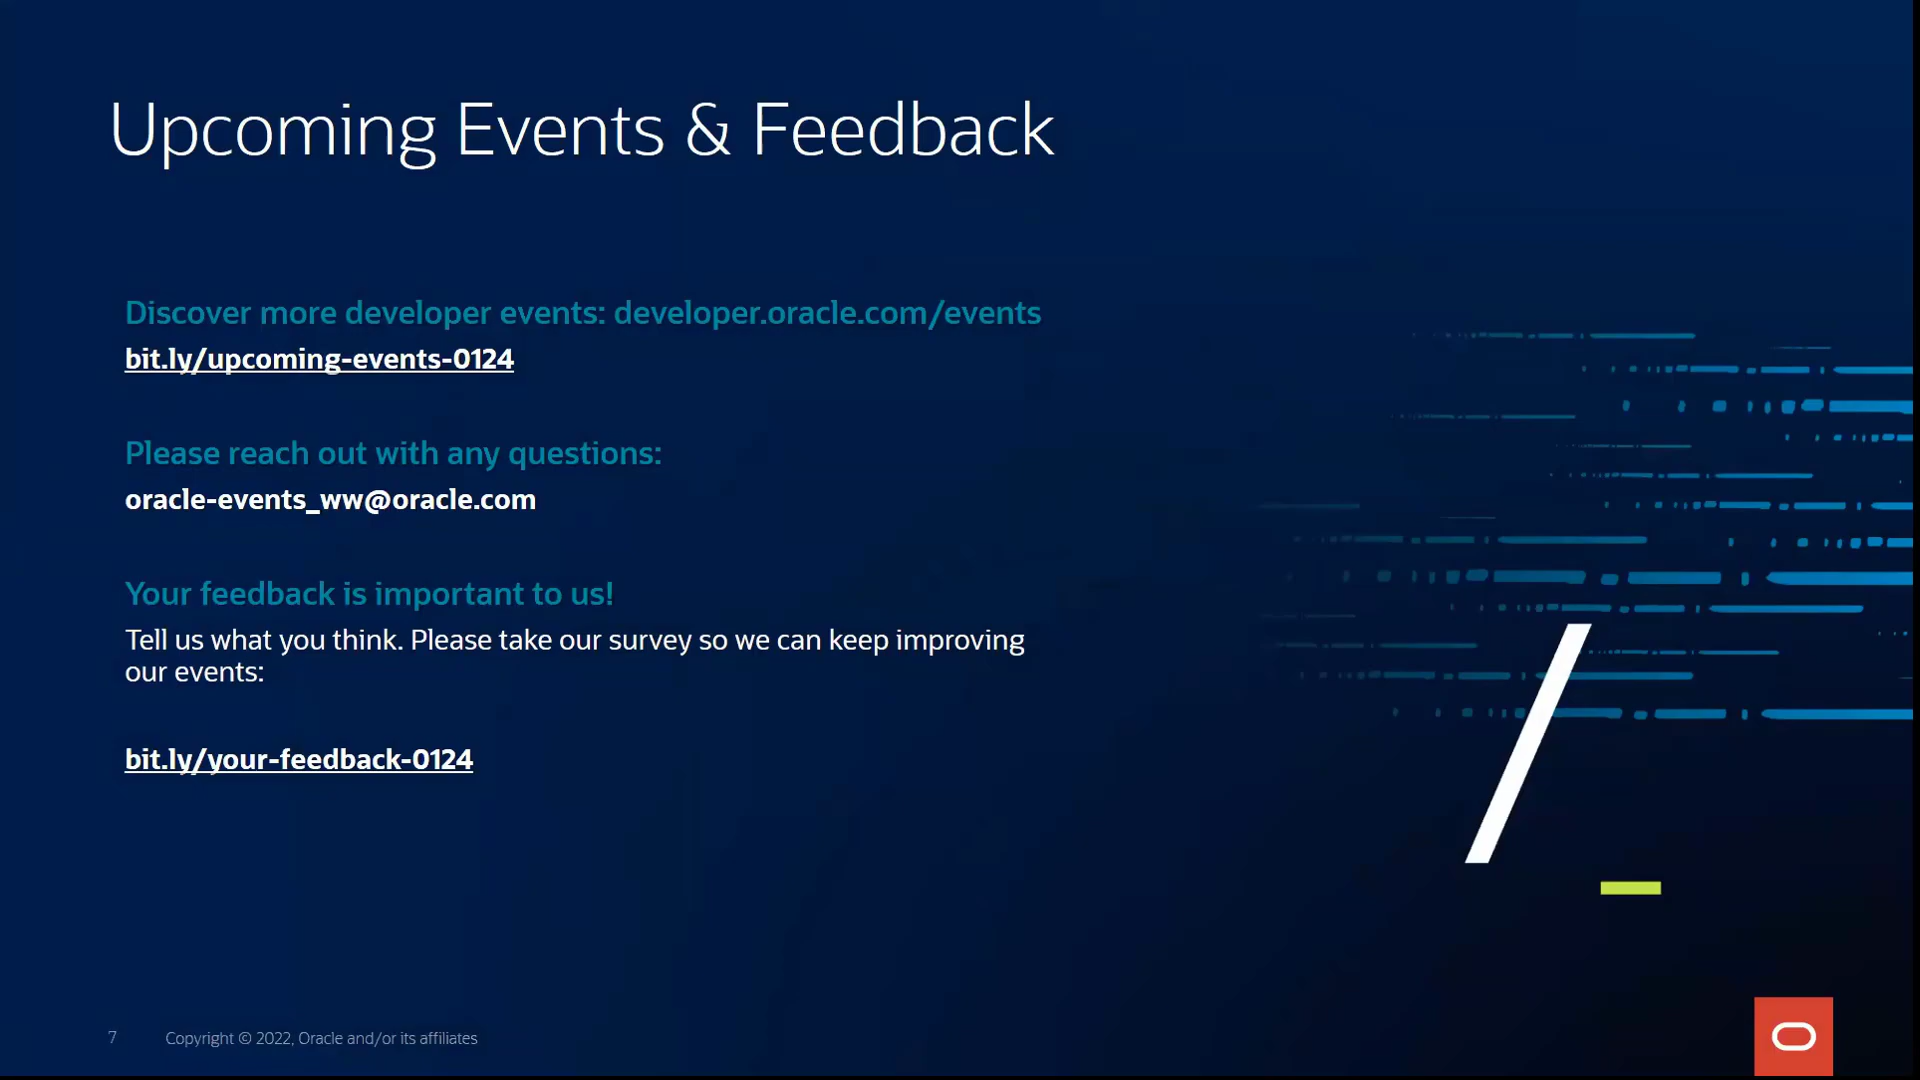 Upcoming Events & Feedback
Discover more developer events: developer.oracle.com/events
bit.ly/upcoming-events-0124
Please reach out with any questions:
oracle-events_ww@oracle.com
Your feedback is important to us!
Tell us what you think. Please take our survey so we can keep improving
our events:
bit.ly/your-feedback-0124
7 Copyright © 2022, Oracle and/or its affiliates